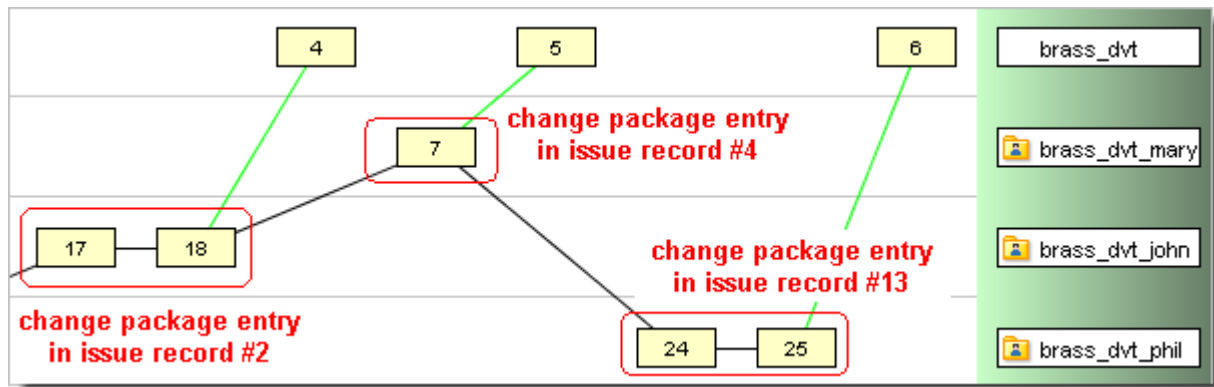 4
5
6
brass_dvt
change package entry
in issue record #4
7
brass_dvt_mary
17
18
change package entry
in issue record #13
brass_dvt_john
change package entry
in issue record #2
24
25
brass_dvt_phil